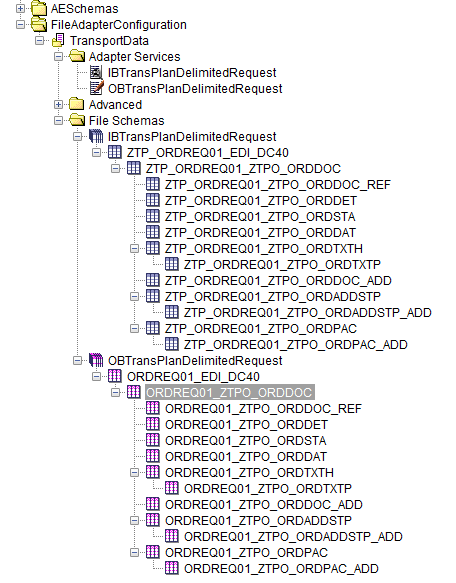 AESchemas
FileAdapterConfiguration
TransportData
Adapter Services
IBTransPlanDelimitedRequest
OBTransPlanDelimitedRequest
Advanced
File Schemas
IBTransPlanDelimitedRequest
ZTP_ORDREQ01_EDI_DC40
ZTP_ORDREQ01_ZTPO_ORDDOC
ZTP_ORDREQ01_ZTPO_ORDDOC_REF
ZTP_ORDREQ01_ZTPO_ORDDET
ZTP_ORDREQ01_ZTPO_ORDSTA
ZTP_ORDREQ01_ZTPO_ORDDAT
ZTP_ORDREQ01_ZTPO_ORDTXTH
ZTP_ORDREQ01_ZTPO_ORDTXTP
ZTP_ORDREQ01_ZTPO_ORDDOC_ADD
ZTP_ORDREQ01_ZTPO_ORDADDSTP
ZTP_ORDREQ01_ZTPO_ORDADDSTP_ADD
ZTP_ORDREQ01_ZTPO_ORDPAC
ZTP_ORDREQ01_ZTPO_ORDPAC_ADD
OBTransPlanDelimitedRequest
ORDREQ01_EDI_DC40
ORDREQ01_ZTPO_ORDDOC
ORDREQ01_ZTPO_ORDDOC_REF
ORDREQ01_ZTPO_ORDDET
ORDREQ01_ZTPO_ORDSTA
ORDREQ01_ZTPO_ORDDAT
ORDREQ01_ZTPO_ORDTXTH
ORDREQ01_ZTPO_ORDTXTP
ORDREQ01_ZTPO_ORDDOC_ADD
ORDREQ01_ZTPO_ORDADDSTP
ORDREQ01_ZTPO_ORDADDSTP_ADD
ORDREQ01_ZTPO_ORDPAC
ORDREQ01_ZTPO_ORDPAC_ADD